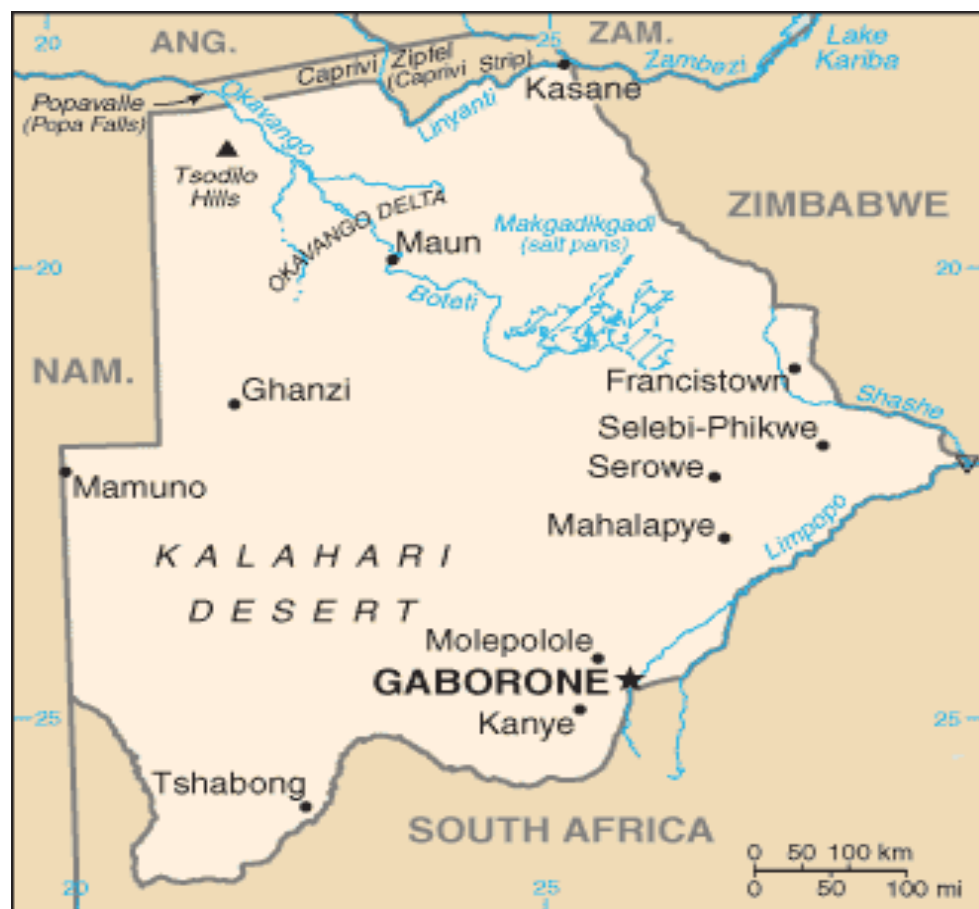 20
ANG.
25
ZAM.
Lake
Kariba
Zambezi
Caprivi Zipfel
(Caprivi Strip)
Kasane
Popavalle
(Popa Falls)
Okavango
Linyanti
Tsodilo
Hills
ZIMBABWE
OKAVANGO DELTA
Makgadikgadi
(salt pans)
Maun
20
20
Boteti
NAM.
Ghanzi
Francistown
Shashe
Selebi-Phikwe
Serowe
Mamuno
Mahalapye
Limpopo
KALAHARI
DESERT
Molepolole
GABORONE
Kanye
25
25
Tshabong
SOUTH AFRICA
0 50 100 km
0 50 100 mi
20
25